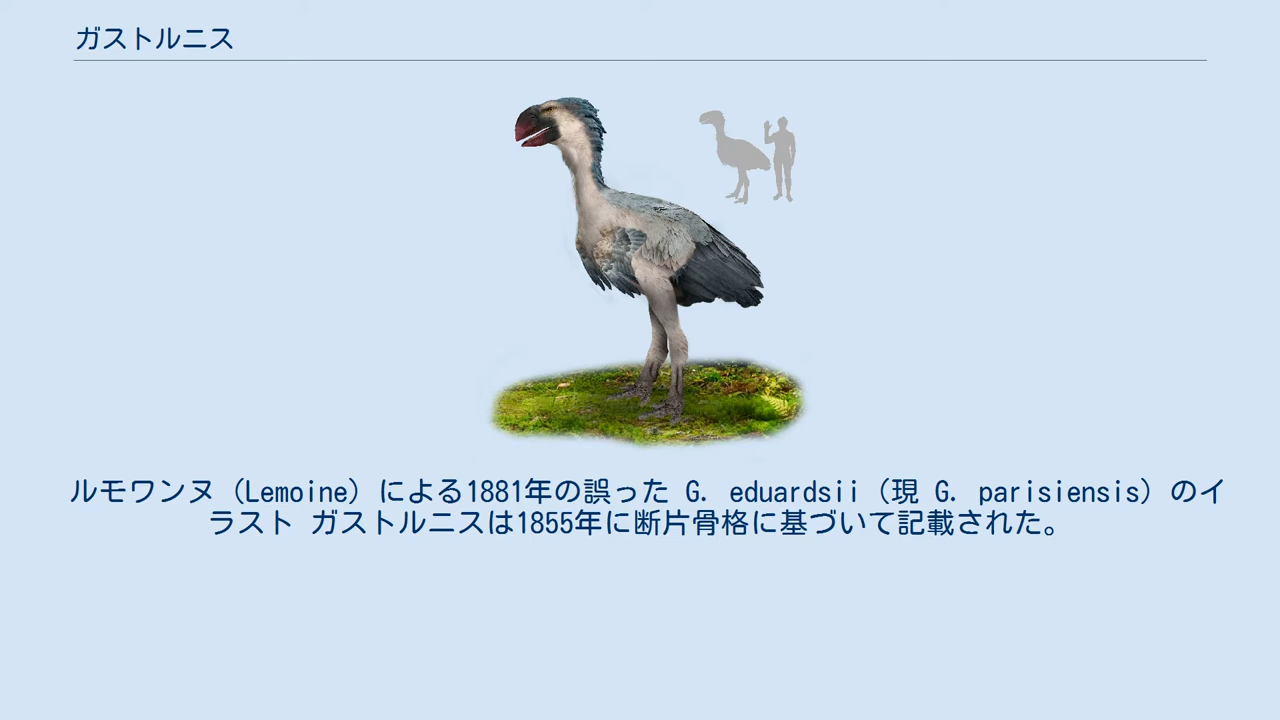 ガストルニス
ルモワンヌ（Lemoine）による1881年の誤った G. eduardsii（現 G. parisiensis）のイ
ラスト ガストルニスは1855年に断片骨格に基づいて記載された。